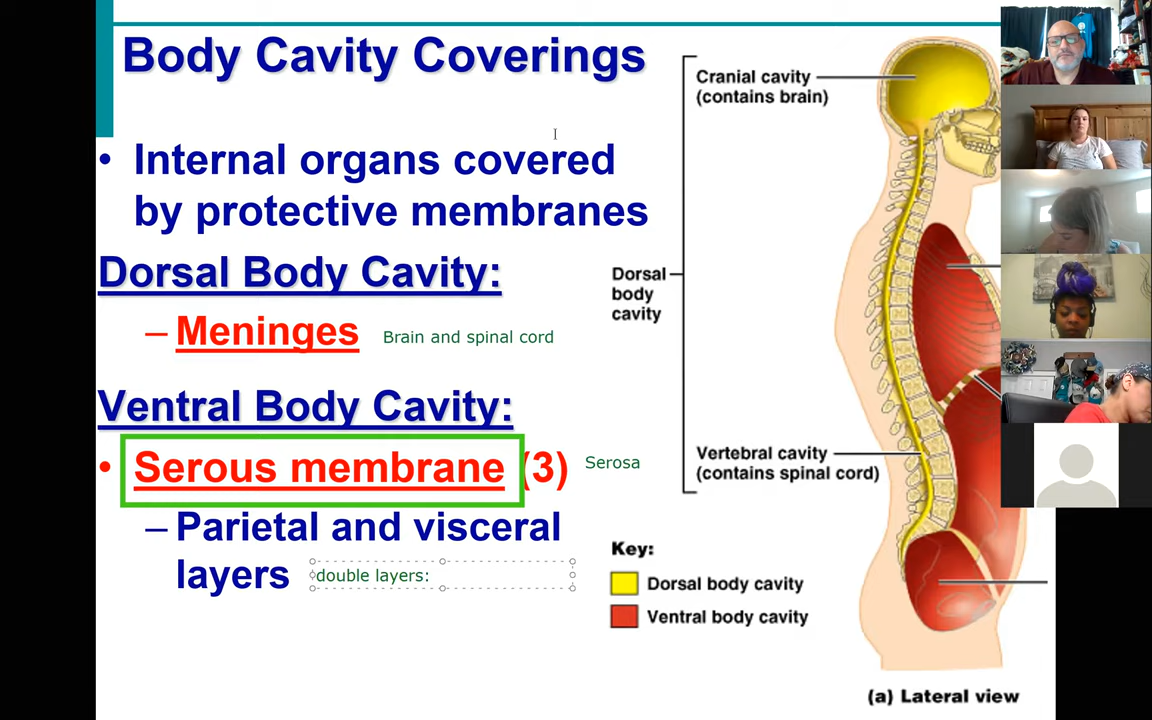 Body Cavity Coverings
• Internal organs covered
by protective membranes
Dorsal Body Cavity:
– Meninges Brain and spinal cord
Ventral Body Cavity:
• Serous membrane (3) Serosa
– Parietal and visceral
layers double layers:
Cranial cavity
(contains brain)
Dorsal
body
cavity
Vertebral cavity
(contains spinal cord)
Key:
Dorsal body cavity
Ventral body cavity
(a) Lateral view